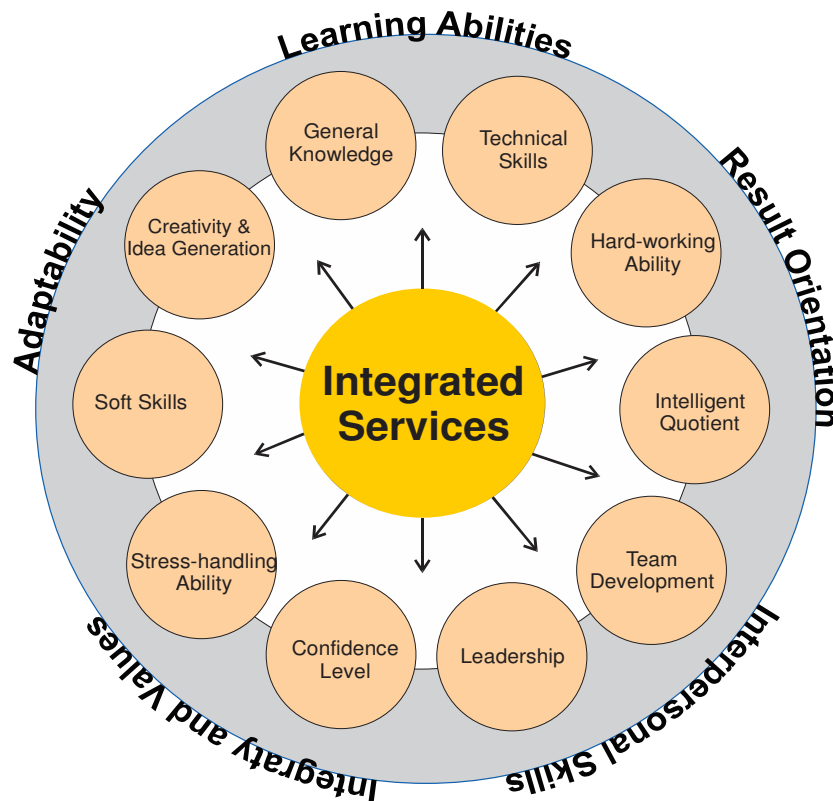 Learning Abilities
General
Knowledge
Technical
Skills
Result Orientation
Adaptability
Creativity &
Idea Generation
Hard-working
Ability
Integrated
Services
Soft Skills
Intelligent
Quotient
Stress-handling
Ability
Team
Development
Confidence
Level
Leadership
Integraty and Values
Interpersonal Skills